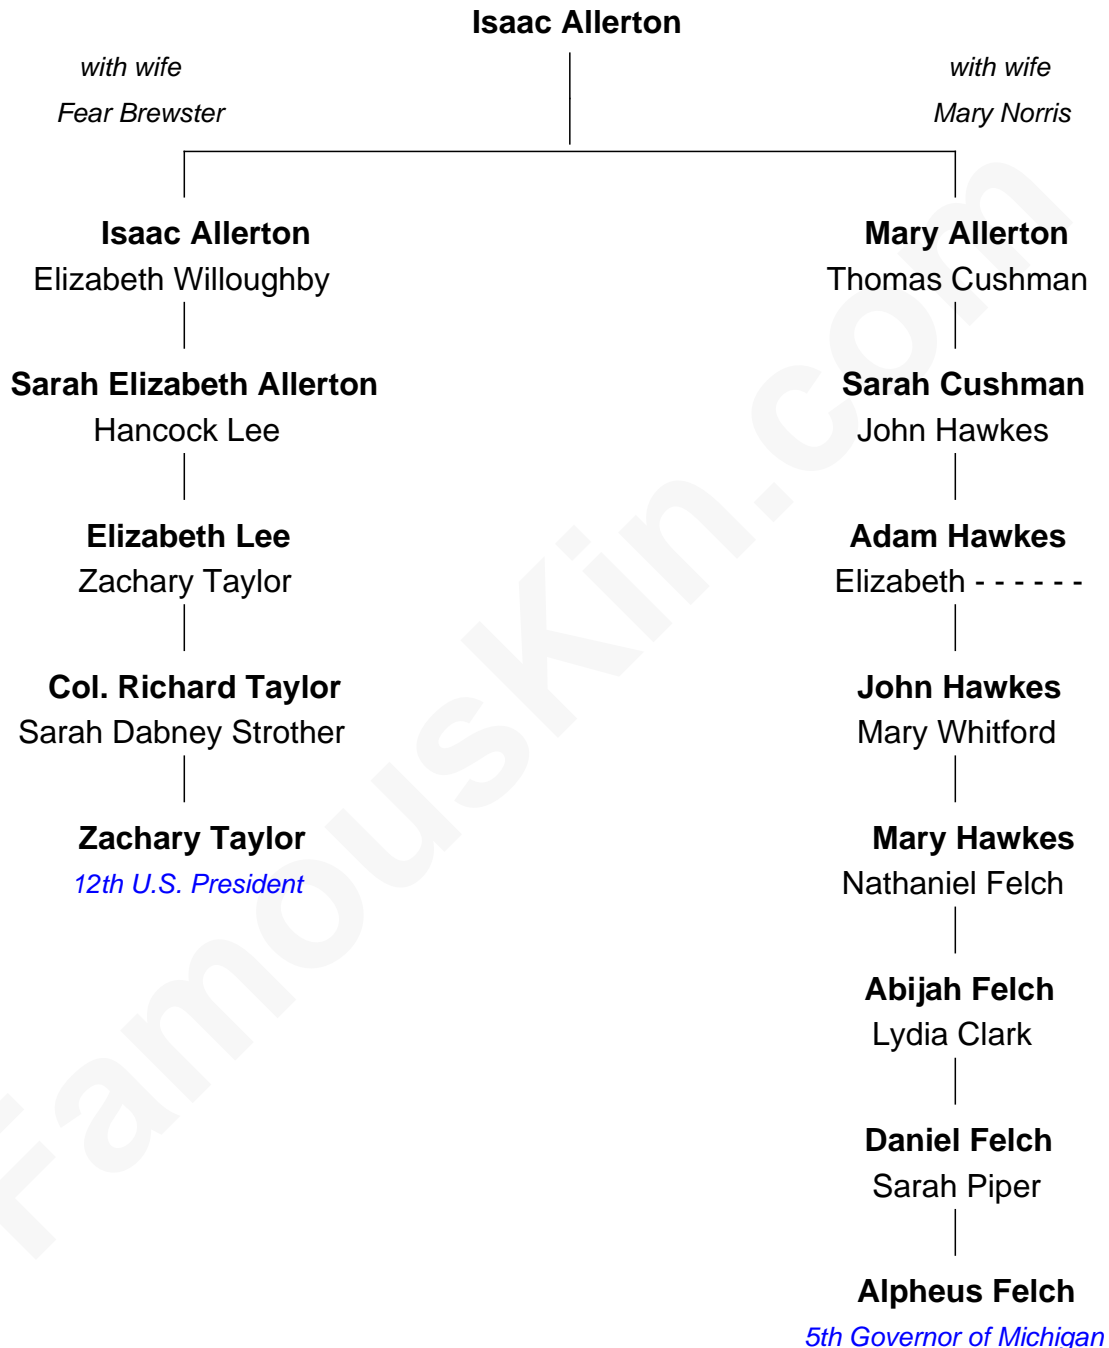 Isaac Allerton
with wife
Fear Brewster
with wife
Mary Norris
Isaac Allerton
Elizabeth Willoughby
Sarah Elizabeth Allerton
Hancock Lee
Elizabeth Lee
Zachary Taylor
Col. Richard Taylor
Sarah Dabney Strother
Zachary Taylor
12th U.S. President
Mary Allerton
Thomas Cushman
Sarah Cushman
John Hawkes
Adam Hawkes
Elizabeth - - - - - -
John Hawkes
Mary Whitford
Mary Hawkes
Nathaniel Felch
Abijah Felch
Lydia Clark
Daniel Felch
Sarah Piper
Alpheus Felch
5th Governor of Michigan
FamousKin.com